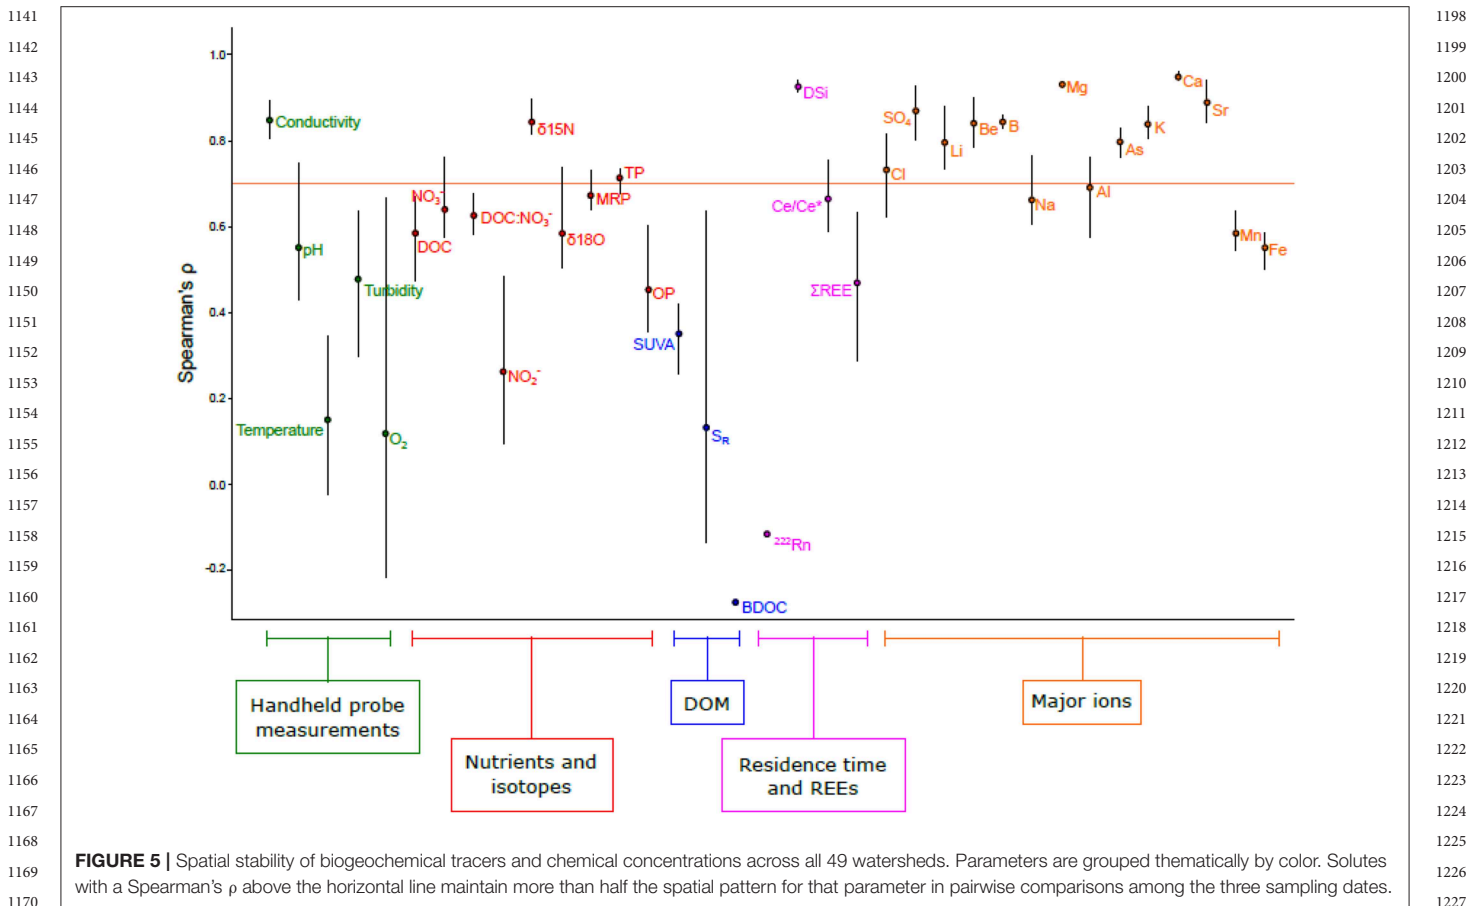 1141
1142
1143
1144
1145
1146
1147
1148
1149
1150
1151
1152
1153
1154
1155
1156
1157
1158
1159
1160
1161
1162
1163
1164
1165
1166
1167
1168
1169
1170
1.0
0.8
0.6
0.4
0.2
0.0
-0.2
Spearman's ρ
Conductivity
pH
Temperature
Turbidity
O₂
DOC
NO₃⁻
DOC:NO₃⁻
NO₂⁻
δ15N
δ18O
MRP
TP
OP
SUVA
S_R
BDOC
²²²Rn
DSi
Ce/Ce*
ΣREE
Cl
SO₄
Li
Be
B
Na
Mg
Al
As
K
Ca
Sr
Mn
Fe
Handheld probe
measurements
Nutrients and
isotopes
DOM
Residence time
and REEs
Major ions
FIGURE 5 | Spatial stability of biogeochemical tracers and chemical concentrations across all 49 watersheds. Parameters are grouped thematically by color. Solutes
with a Spearman's ρ above the horizontal line maintain more than half the spatial pattern for that parameter in pairwise comparisons among the three sampling dates.
1198
1199
1200
1201
1202
1203
1204
1205
1206
1207
1208
1209
1210
1211
1212
1213
1214
1215
1216
1217
1218
1219
1220
1221
1222
1223
1224
1225
1226
1227